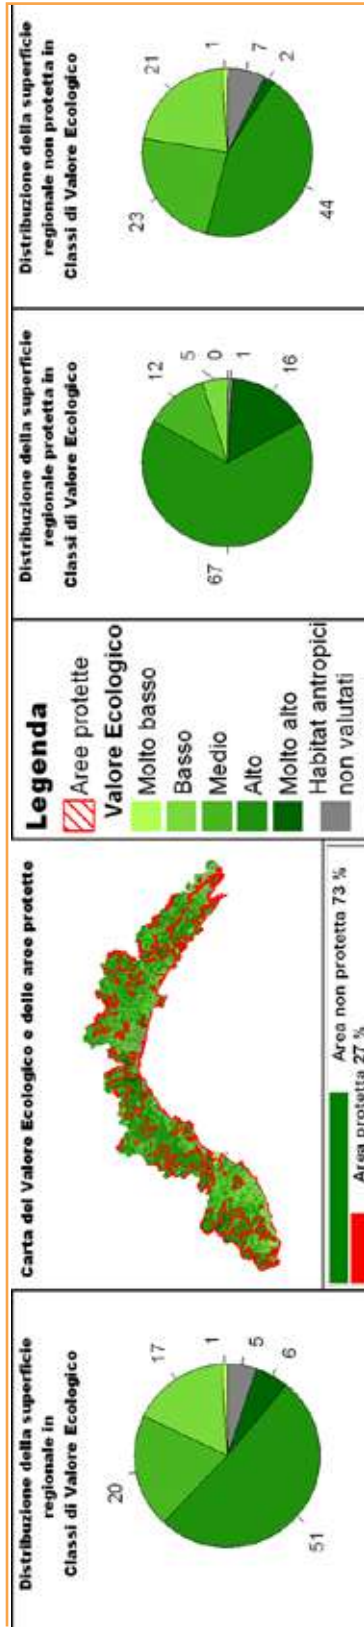 Distribuzione della superficie
regionale in
Classi di Valore Ecologico
1
17
20
51
6
5
Carta del Valore Ecologico e delle aree protette
Area non protetta 73 %
Area protetta 27 %
Legenda
Aree protette
Valore Ecologico
Molto basso
Basso
Medio
Alto
Molto alto
Habitat antropici
non valutati
Distribuzione della superficie
regionale protetta in
Classi di Valore Ecologico
0
5
12
67
16
1
Distribuzione della superficie
regionale non protetta in
Classi di Valore Ecologico
1
21
23
44
2
7